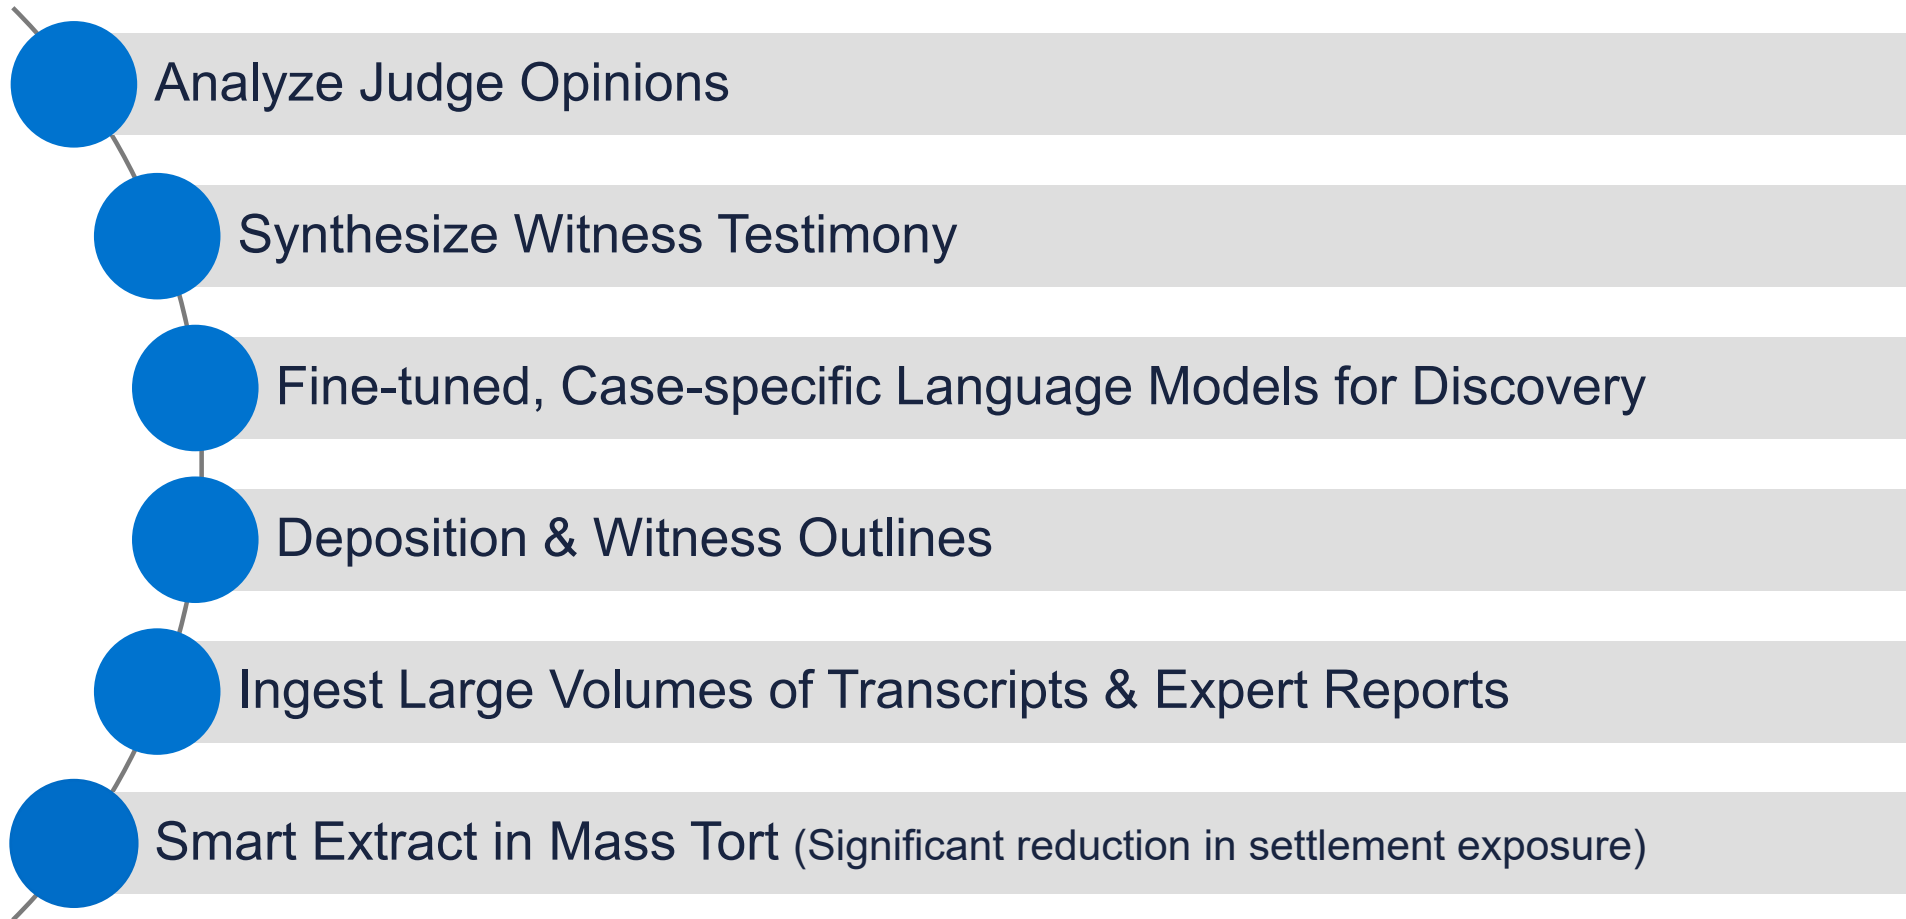 Analyze Judge Opinions
Synthesize Witness Testimony
Fine-tuned, Case-specific Language Models for Discovery
Deposition & Witness Outlines
Ingest Large Volumes of Transcripts & Expert Reports
Smart Extract in Mass Tort (Significant reduction in settlement exposure)